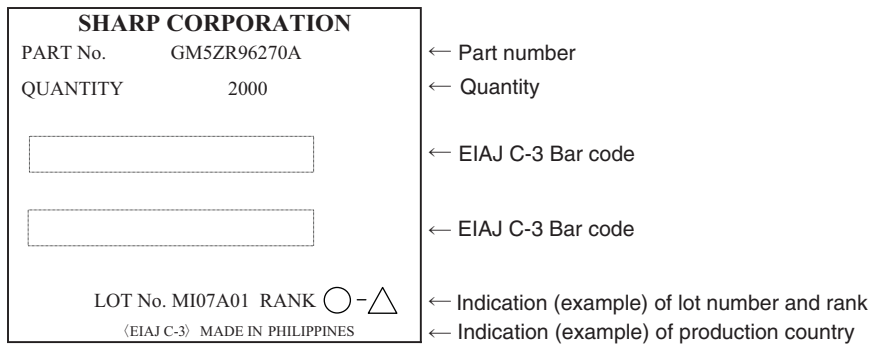 SHARP CORPORATION
PART No. GM5ZR96270A ← Part number
QUANTITY 2000 ← Quantity
← EIAJ C-3 Bar code
← EIAJ C-3 Bar code
LOT No. MI07A01 RANK ○-△ ← Indication (example) of lot number and rank
〈EIAJ C-3〉 MADE IN PHILIPPINES ← Indication (example) of production country